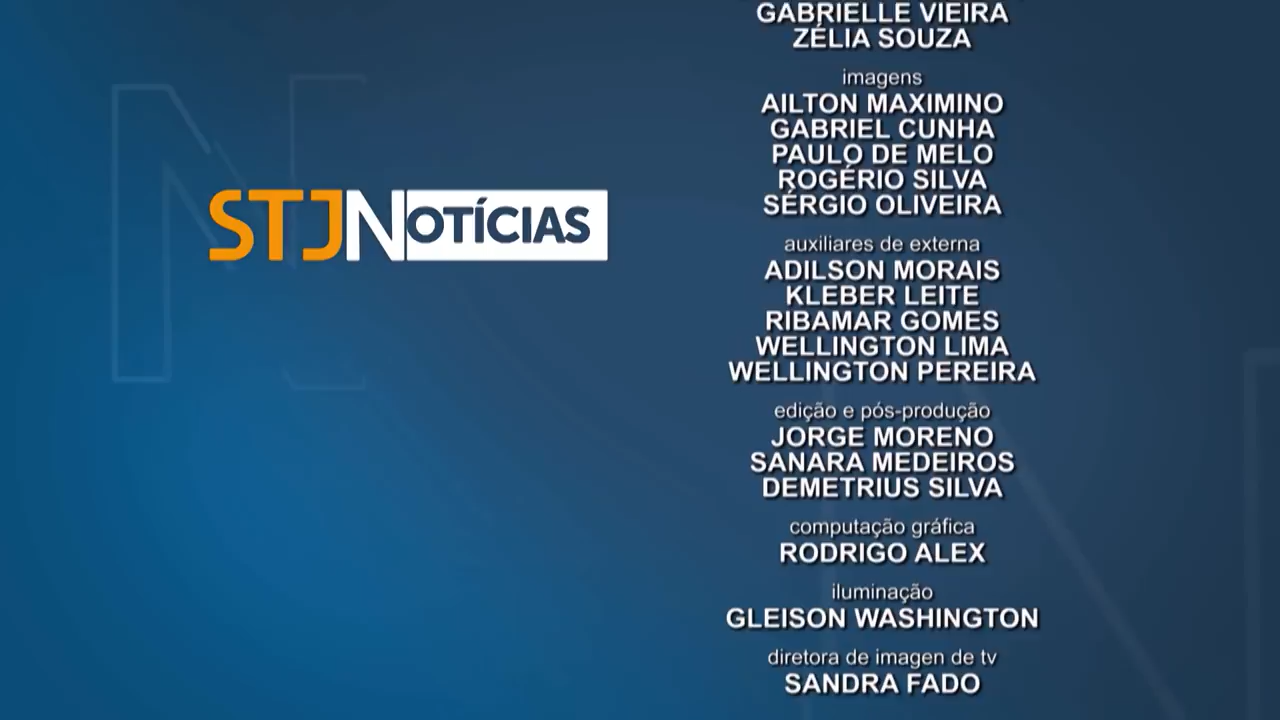 STJNOTÍCIAS
GABRIELLE VIEIRA
ZÉLIA SOUZA
imagens
AILTON MAXIMINO
GABRIEL CUNHA
PAULO DE MELO
ROGÉRIO SILVA
SÉRGIO OLIVEIRA
auxiliares de externa
ADILSON MORAIS
KLEBER LEITE
RIBAMAR GOMES
WELLINGTON LIMA
WELLINGTON PEREIRA
edição e pós-produção
JORGE MORENO
SANARA MEDEIROS
DEMETRIUS SILVA
computação gráfica
RODRIGO ALEX
iluminação
GLEISON WASHINGTON
diretora de imagen de tv
SANDRA FADO